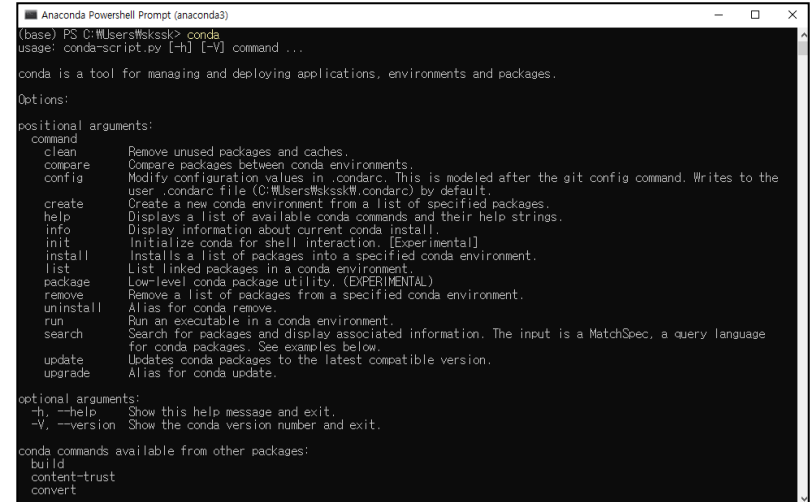 Anaconda Powershell Prompt (anaconda3)
(base) PS C:₩Users₩skssk> conda
usage: conda-script.py [-h] [-V] command ...
conda is a tool for managing and deploying applications, environments and packages.
Options:
positional arguments:
command
clean Remove unused packages and caches.
compare Compare packages between conda environments.
config Modify configuration values in .condarc. This is modeled after the git config command. Writes to the
user .condarc file (C:₩Users₩skssk₩.condarc) by default.
create Create a new conda environment from a list of specified packages.
help Displays a list of available conda commands and their help strings.
info Display information about current conda install.
init Initialize conda for shell interaction. [Experimental]
install Installs a list of packages into a specified conda environment.
list List linked packages in a conda environment.
package Low-level conda package utility. (EXPERIMENTAL)
remove Remove a list of packages from a specified conda environment.
uninstall Alias for conda remove.
run Run an executable in a conda environment.
search Search for packages and display associated information. The input is a MatchSpec, a query language
for conda packages. See examples below.
update Updates conda packages to the latest compatible version.
upgrade Alias for conda update.
optional arguments:
-h, --help Show this help message and exit.
-V, --version Show the conda version number and exit.
conda commands available from other packages:
build
content-trust
convert